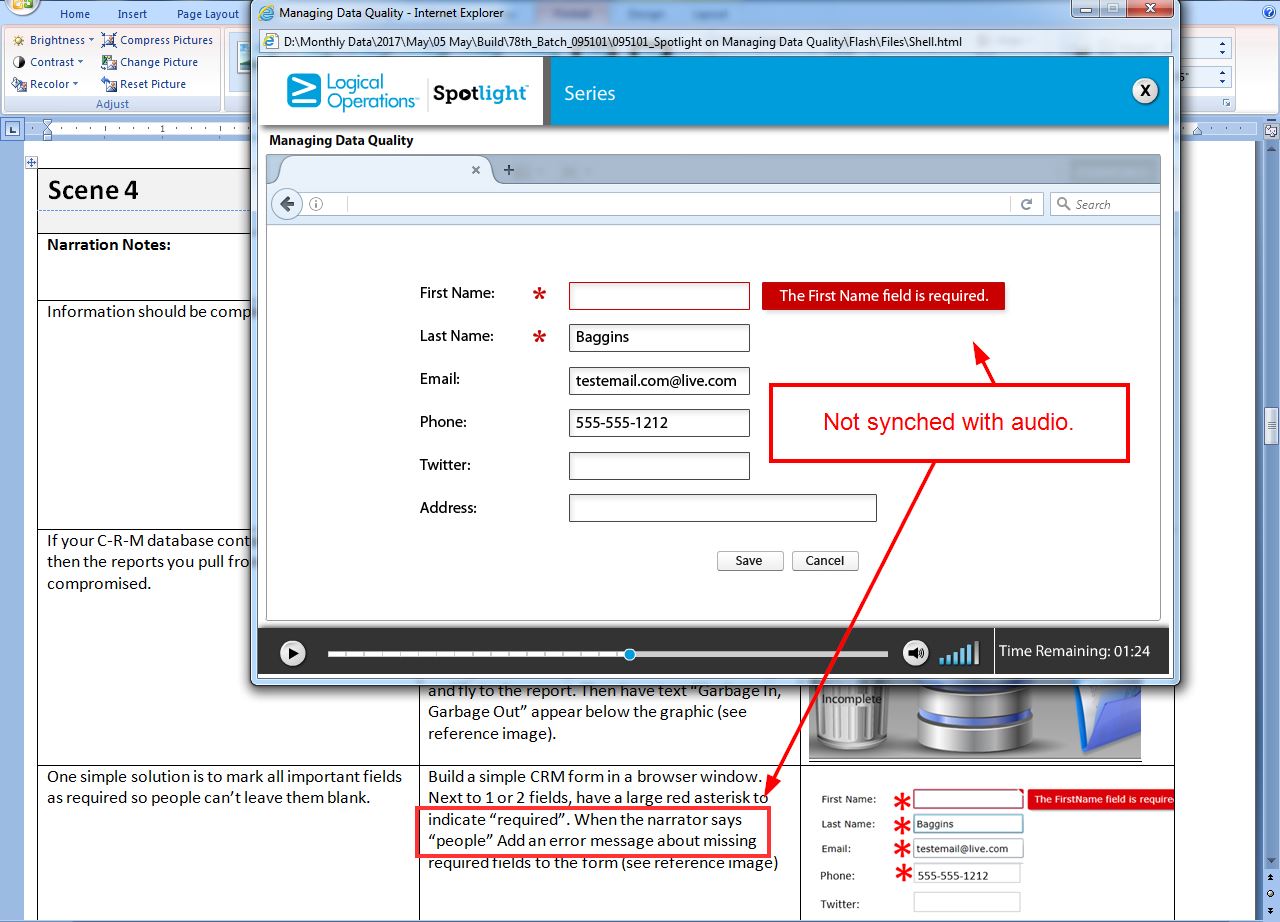 Home Insert Page Layout
Brightness Compress Pictures
Contrast Change Picture
Recolor Reset Picture
Adjust
Managing Data Quality - Internet Explorer
D:\Monthly Data\2017\May\05 May\Build\78th_Batch_095101\095101_Spotlight on Managing Data Quality\Flash\Files\Shell.html
Logical
Operations
Spotlight
Series
X
Managing Data Quality
Search
First Name: * The First Name field is required.
Last Name: * Baggins
Email: testemail.com@live.com
Phone: 555-555-1212
Twitter:
Address:
Save Cancel
Not synched with audio.
Time Remaining: 01:24
1
Scene 4
Narration Notes:
Information should be comp
If your C-R-M database cont
then the reports you pull fro
compromised.
and fly to the report. Then have text “Garbage In,
Garbage Out” appear below the graphic (see
reference image).
Incomplete
One simple solution is to mark all important fields
as required so people can’t leave them blank.
Build a simple CRM form in a browser window.
Next to 1 or 2 fields, have a large red asterisk to
indicate “required”. When the narrator says
“people” Add an error message about missing
required fields to the form (see reference image)
First Name: * The FirstName field is require
Last Name: * Baggins
Email: * testemail@live.com
Phone: * 555-555-1212
Twitter: